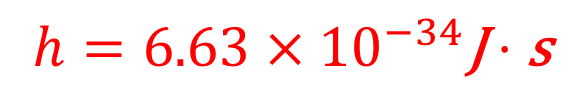 h = 6.63 × 10⁻³⁴ J· s